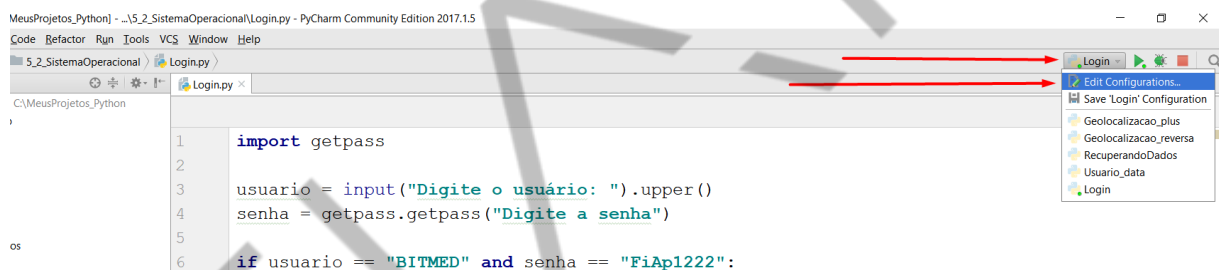 MeusProjetos_Python] - ...\5_2_SistemaOperacional\Login.py - PyCharm Community Edition 2017.1.5
Code Refactor Run Tools VCS Window Help
5_2_SistemaOperacional Login.py
Login
Login.py
Edit Configurations...
Save 'Login' Configuration
Geolocalizacao_plus
Geolocalizacao_reversa
RecuperandoDados
Usuario_data
Login
C:\MeusProjetos_Python
1 import getpass
2
3 usuario = input("Digite o usuário: ").upper()
4 senha = getpass.getpass("Digite a senha")
5
os
6 if usuario == "BITMED" and senha == "FiAp1222":